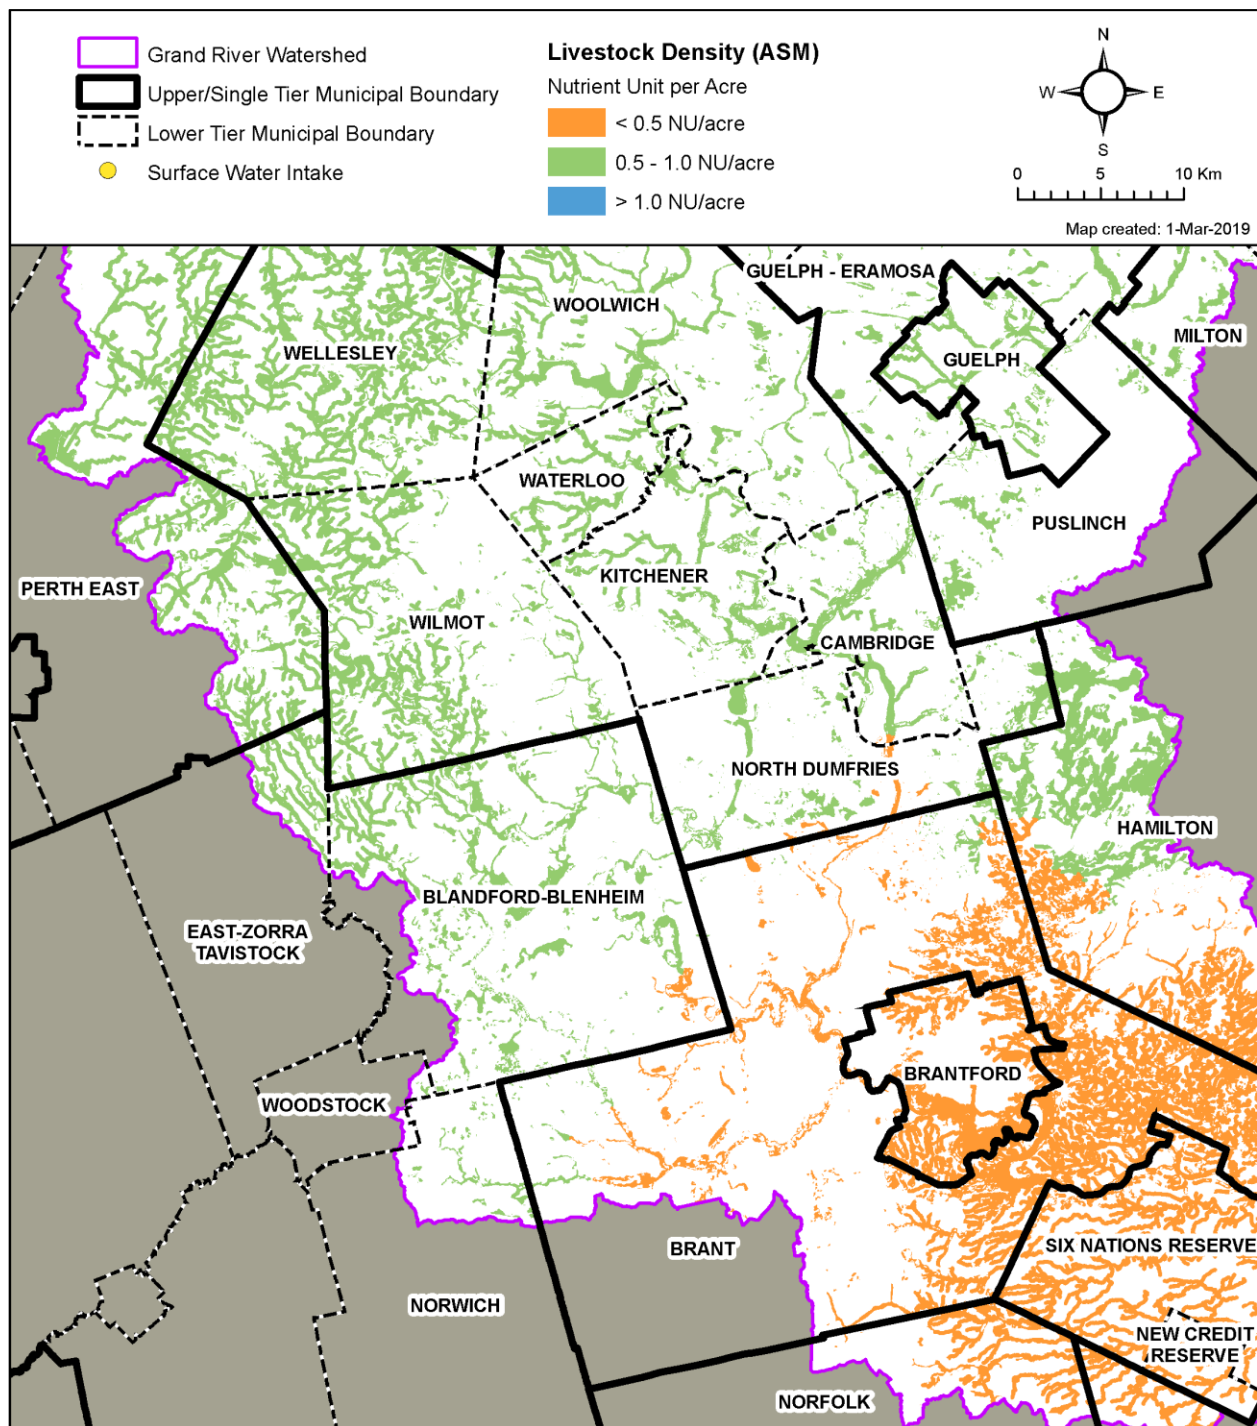 Grand River Watershed
Upper/Single Tier Municipal Boundary
Lower Tier Municipal Boundary
Surface Water Intake
Livestock Density (ASM)
Nutrient Unit per Acre
< 0.5 NU/acre
0.5 - 1.0 NU/acre
> 1.0 NU/acre
N
W
E
S
0 5 10 Km
Map created: 1-Mar-2019
GUELPH - ERAMOSA
WOOLWICH
MILTON
WELLESLEY
GUELPH
WATERLOO
PUSLINCH
KITCHENER
PERTH EAST
WILMOT
CAMBRIDGE
NORTH DUMFRIES
HAMILTON
BLANDFORD-BLENHEIM
EAST-ZORRA
TAVISTOCK
BRANTFORD
WOODSTOCK
SIX NATIONS RESERVE
BRANT
NORWICH
NEW CREDIT
RESERVE
NORFOLK